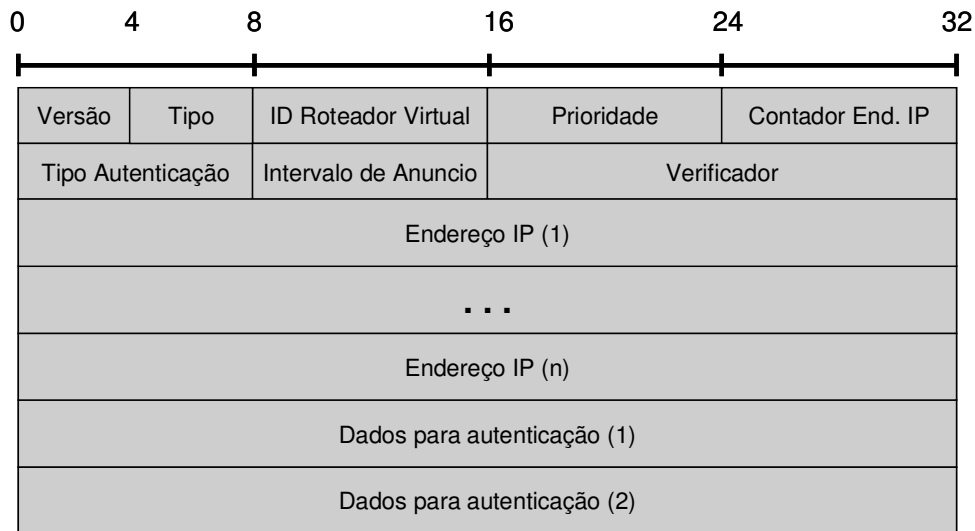 0 4 8 16 24 32
Versão Tipo ID Roteador Virtual Prioridade Contador End. IP
Tipo Autenticação Intervalo de Anuncio Verificador
Endereço IP (1)
. . .
Endereço IP (n)
Dados para autenticação (1)
Dados para autenticação (2)